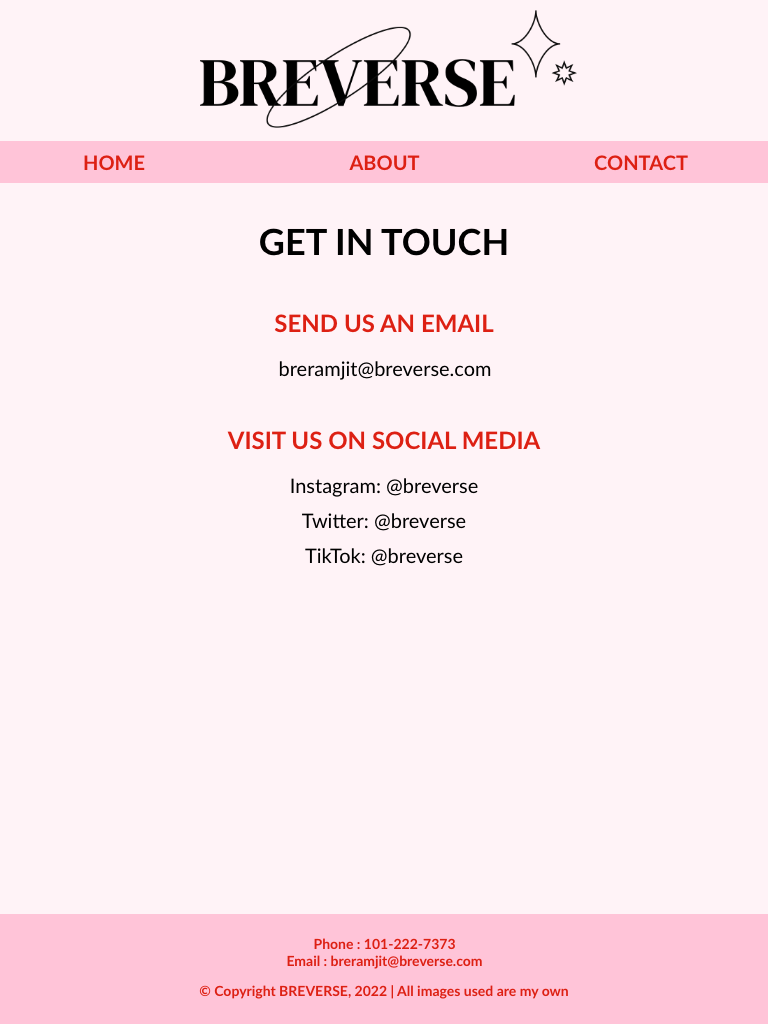 BREVERSE
HOME ABOUT CONTACT
GET IN TOUCH
SEND US AN EMAIL
breramjit@breverse.com
VISIT US ON SOCIAL MEDIA
Instagram: @breverse
Twitter: @breverse
TikTok: @breverse
Phone : 101-222-7373
Email : breramjit@breverse.com
© Copyright BREVERSE, 2022 | All images used are my own